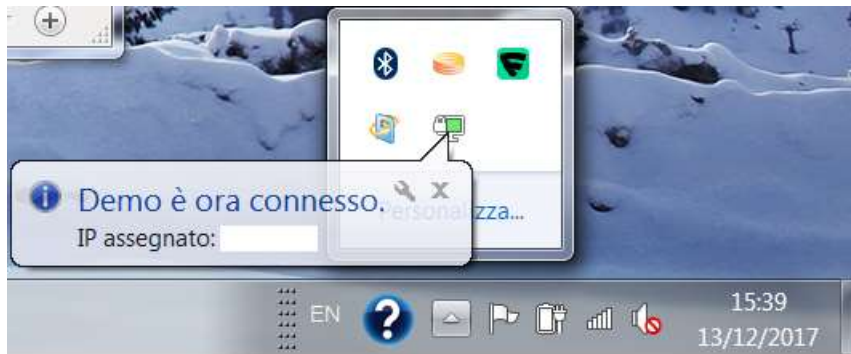 Demo è ora connesso.
IP assegnato:
Personalizza...
EN
15:39
13/12/2017